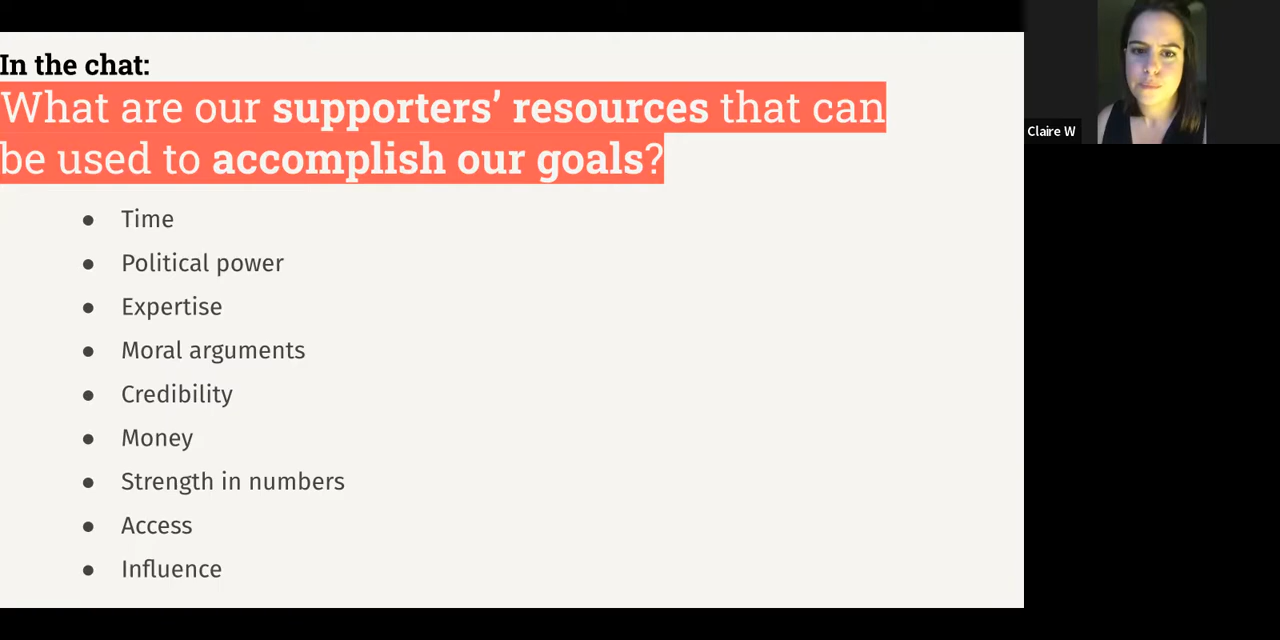 In the chat:
What are our supporters’ resources that can
be used to accomplish our goals?
● Time
● Political power
● Expertise
● Moral arguments
● Credibility
● Money
● Strength in numbers
● Access
● Influence
Claire W